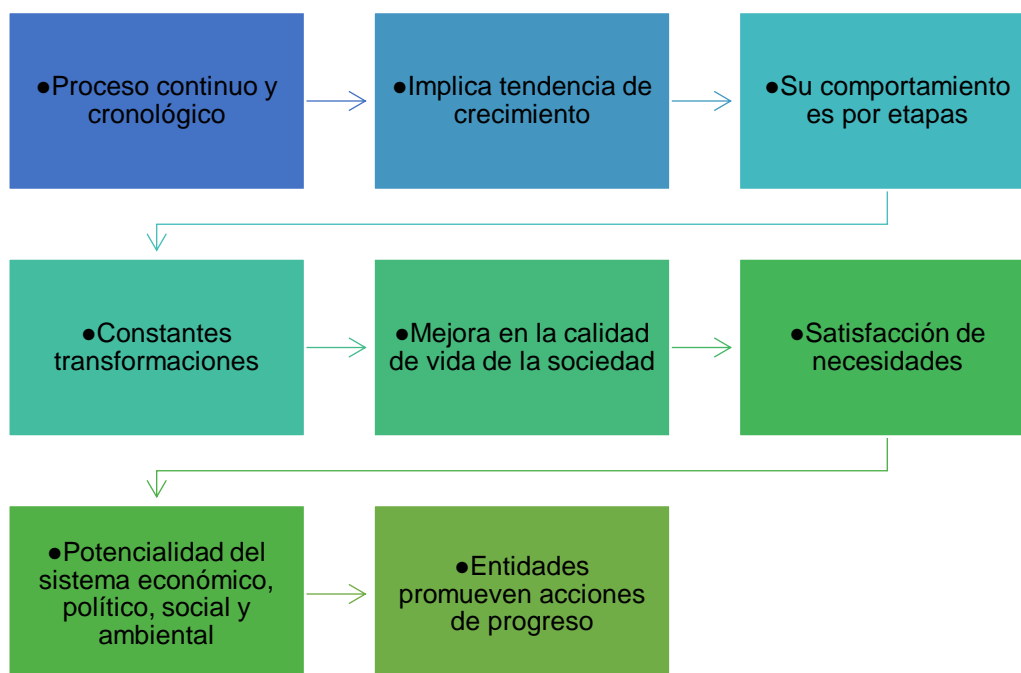 ●Proceso continuo y
cronológico
●Implica tendencia de
crecimiento
●Su comportamiento
es por etapas
●Constantes
transformaciones
●Mejora en la calidad
de vida de la sociedad
●Satisfacción de
necesidades
●Potencialidad del
sistema económico,
político, social y
ambiental
●Entidades
promueven acciones
de progreso